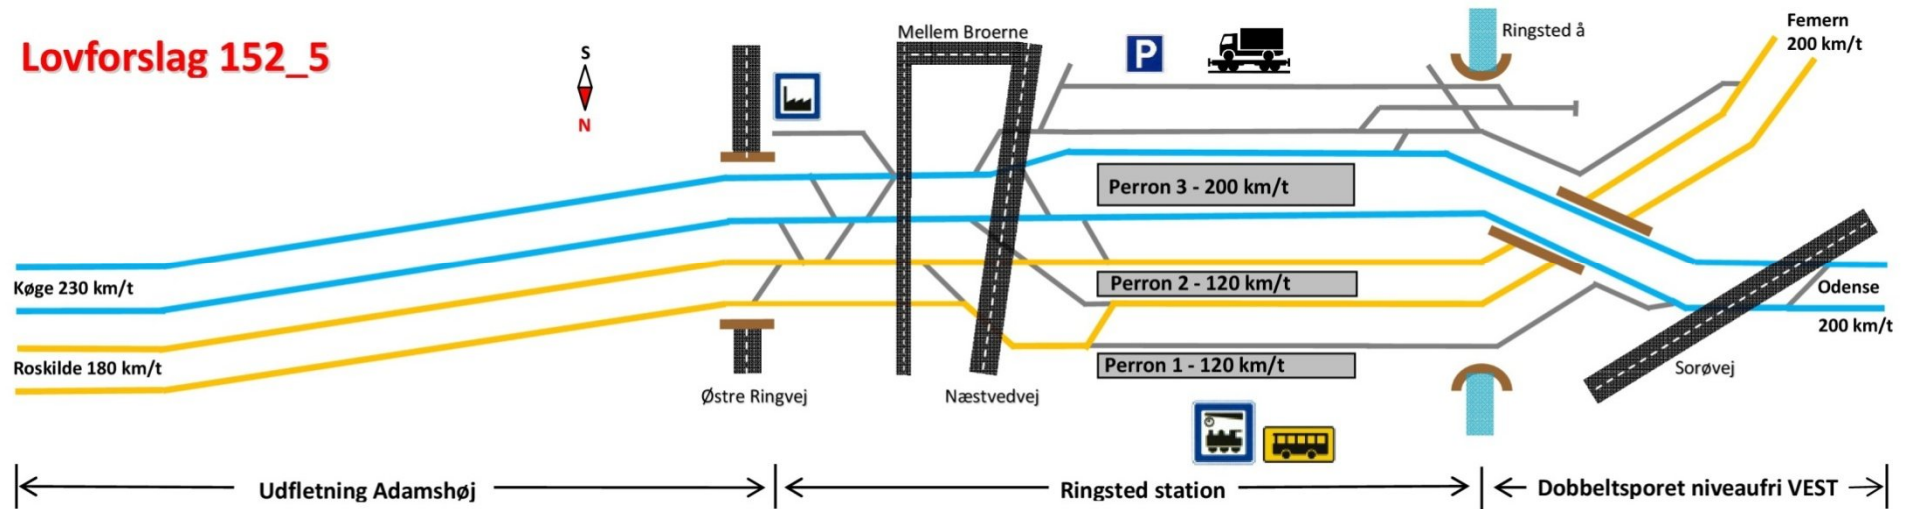 Lovforslag 152_5
S
N
Mellem Broerne
P
Ringsted å
Femern
200 km/t
Perron 3 - 200 km/t
Køge 230 km/t
Perron 2 - 120 km/t
Odense
200 km/t
Roskilde 180 km/t
Perron 1 - 120 km/t
Sorøvej
Østre Ringvej
Næstvedvej
Udfletning Adamshøj
Ringsted station
Dobbeltsporet niveaufri VEST